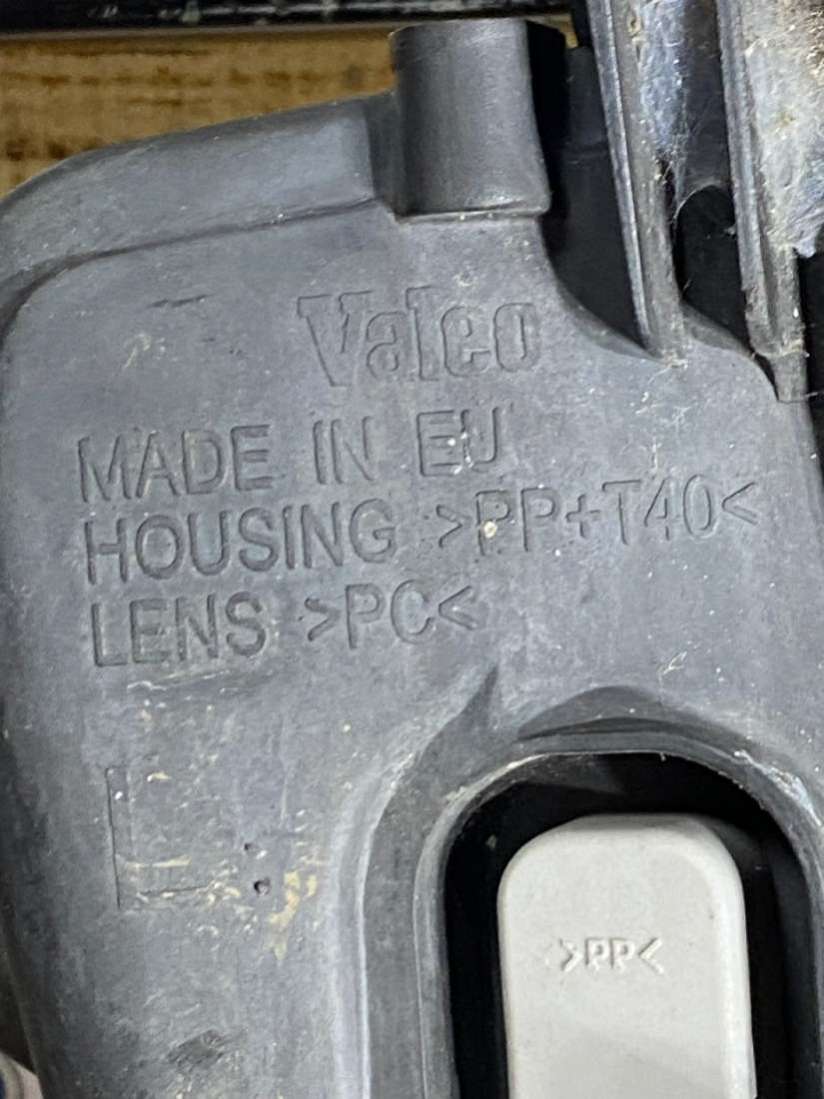 Valeo
MADE IN EU
HOUSING >PP+T40<
LENS >PC<
>PP<